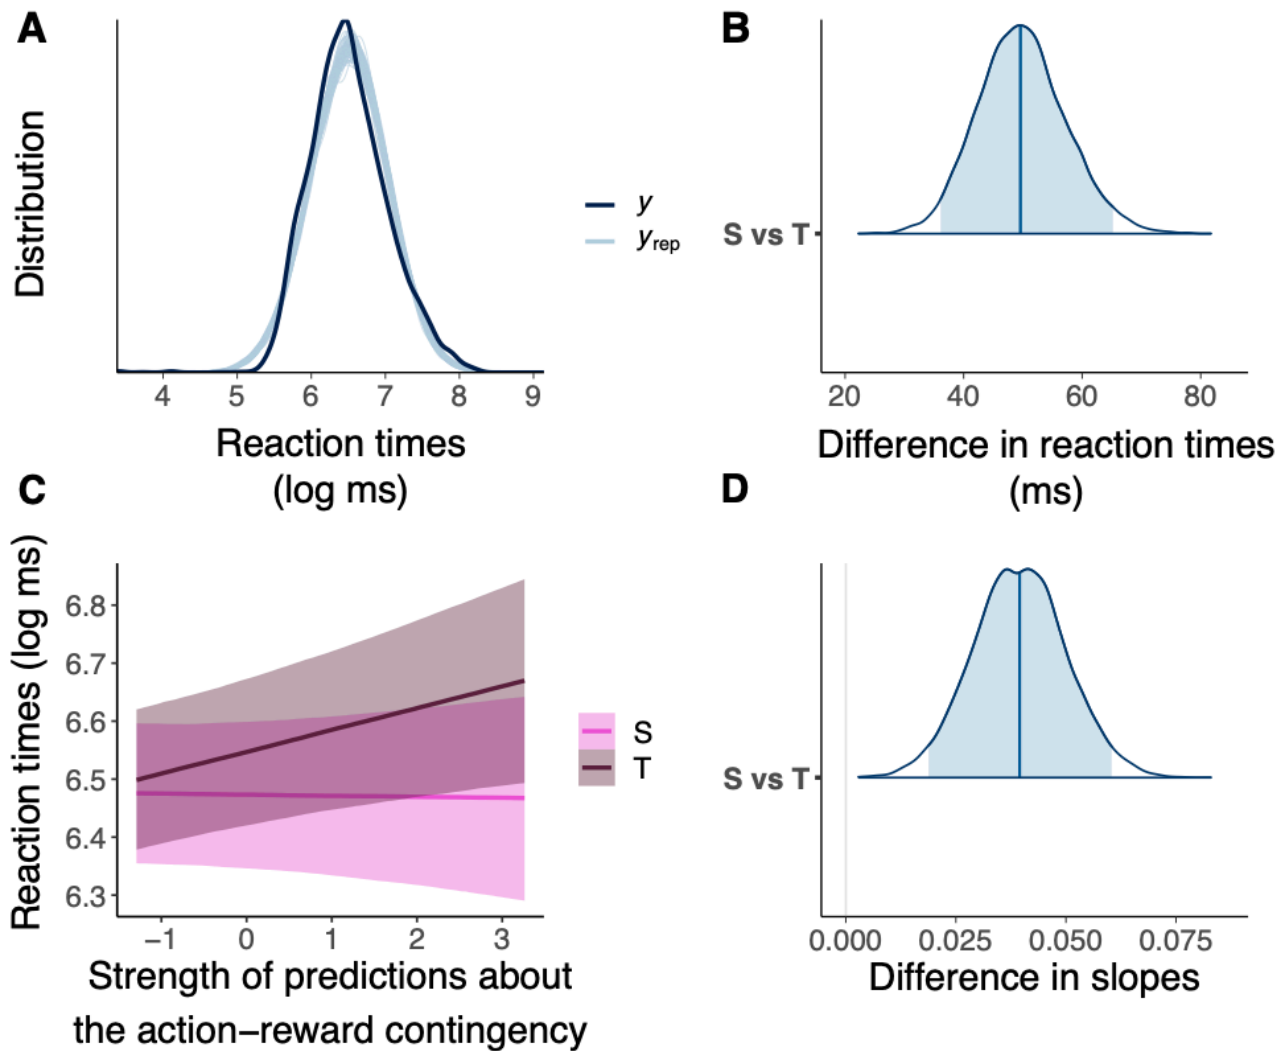 A
Distribution
4 5 6 7 8 9
Reaction times
(log ms)
y
yrep
B
S vs T
20 40 60 80
Difference in reaction times
(ms)
C
Reaction times (log ms)
6.8
6.7
6.6
6.5
6.4
6.3
−1 0 1 2 3
Strength of predictions about
the action−reward contingency
S
T
D
S vs T
0.000 0.025 0.050 0.075
Difference in slopes